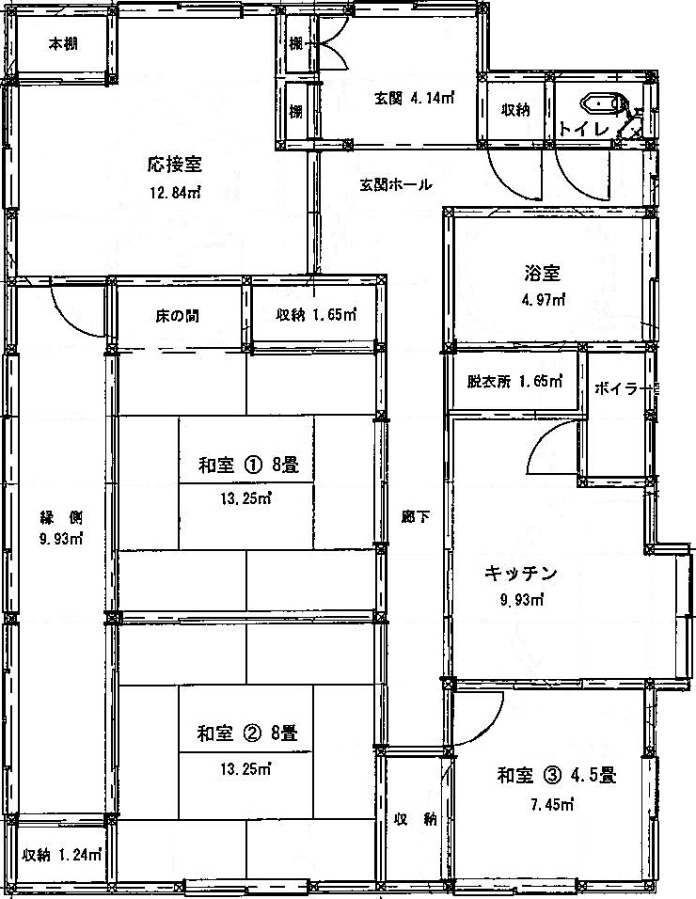 本棚
棚
棚
玄関 4.14㎡
収納
トイレ
応接室
12.84㎡
玄関ホール
浴室
4.97㎡
床の間
収納 1.65㎡
脱衣所 1.65㎡
ボイラー
和室 ① 8畳
13.25㎡
縁 側
9.93㎡
廊下
キッチン
9.93㎡
和室 ② 8畳
13.25㎡
和室 ③ 4.5畳
7.45㎡
収 納
収納 1.24㎡